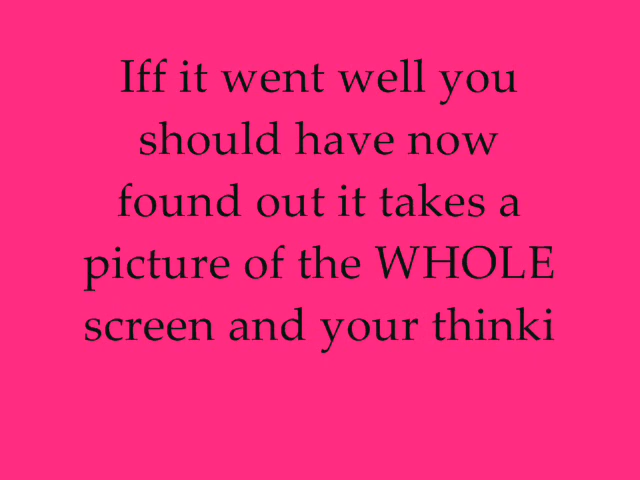 Iff it went well you
should have now
found out it takes a
picture of the WHOLE
screen and your thinki